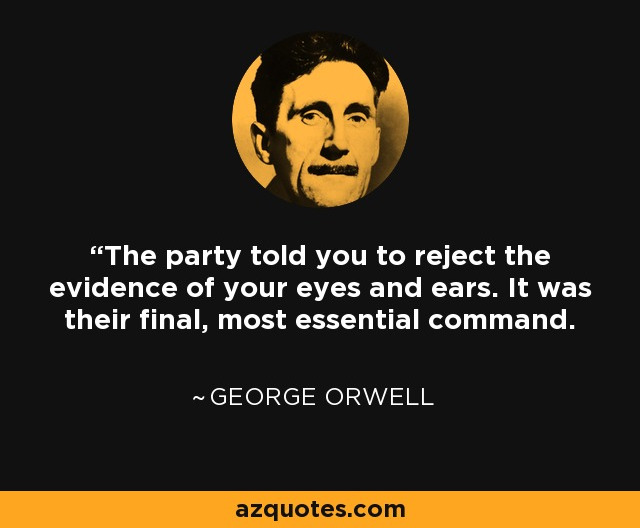 “The party told you to reject the
evidence of your eyes and ears. It was
their final, most essential command.
~ GEORGE ORWELL
azquotes.com